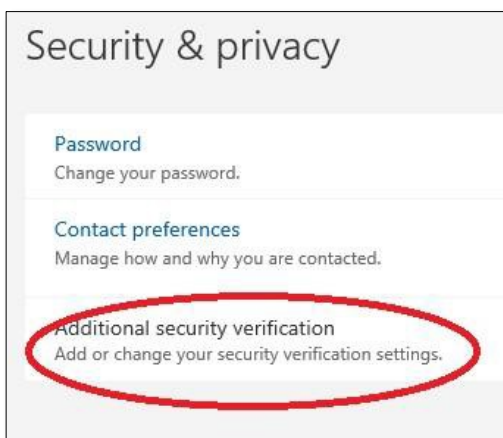 Security & privacy
Password
Change your password.
Contact preferences
Manage how and why you are contacted.
Additional security verification
Add or change your security verification settings.